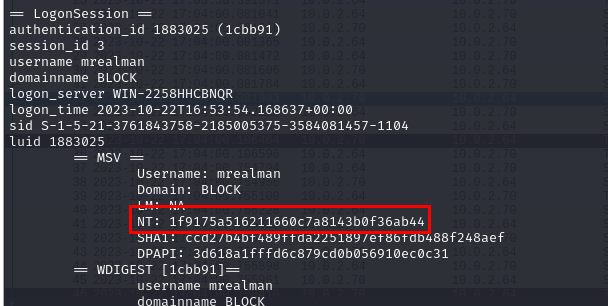 == LogonSession ==
authentication_id 1883025 (1cbb91)
session_id 3
username mrealman
domainname BLOCK
logon_server WIN-2258HHCBNQR
logon_time 2023-10-22T16:53:54.168637+00:00
sid S-1-5-21-3761843758-2185005375-3584081457-1104
luid 1883025
== MSV ==
Username: mrealman
Domain: BLOCK
LM: NA
NT: 1f9175a516211660c7a8143b0f36ab44
SHA1: ccd27b4bf489ffda2251897ef86fdb488f248aef
DPAPI: 3d618a1fffd6c879cd0b056910ec0c31
== WDIGEST [1cbb91]==
username mrealman
domainname BLOCK